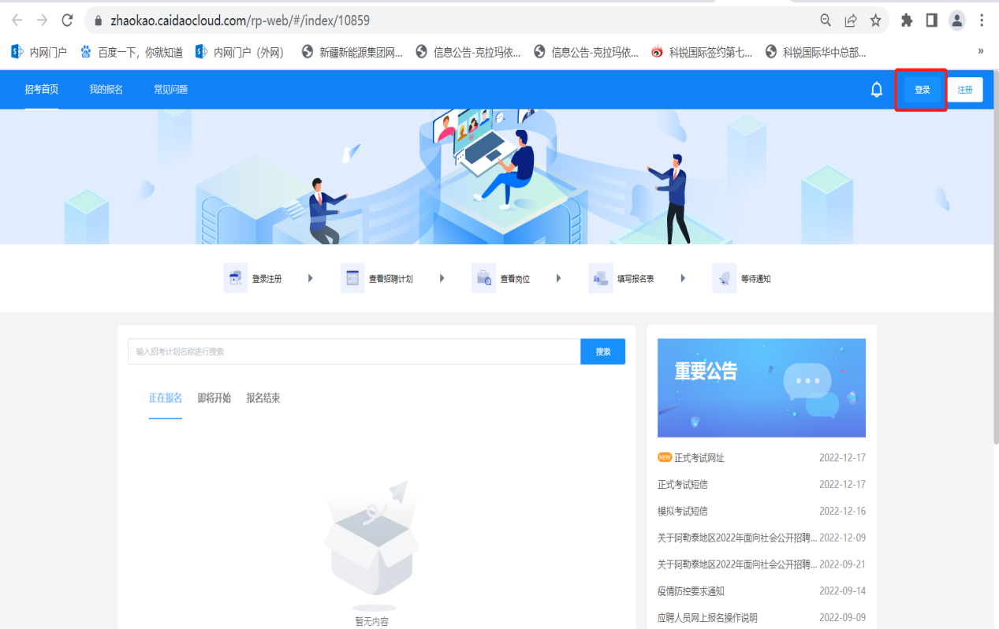 zhaokao.caidaocloud.com/rp-web/#/index/10859
内网门户 百度一下，你就知道 内网门户（外网） 新疆新能源集团网... 信息公告-克拉玛依... 信息公告-克拉玛依... 科锐国际签约第七... 科锐国际华中总部... »
招考首页 我的报名 常见问题 登录 注册
登录注册 查看招聘计划 查看岗位 填写报名表 等待通知
输入招考计划名称进行搜索 搜索
正在报名 即将开始 报名结束
暂无内容
重要公告
NEW 正式考试网址 2022-12-17
正式考试短信 2022-12-17
模拟考试短信 2022-12-16
关于阿勒泰地区2022年面向社会公开招聘... 2022-12-09
关于阿勒泰地区2022年面向社会公开招聘... 2022-09-21
疫情防控要求通知 2022-09-14
应聘人员网上报名操作说明 2022-09-09